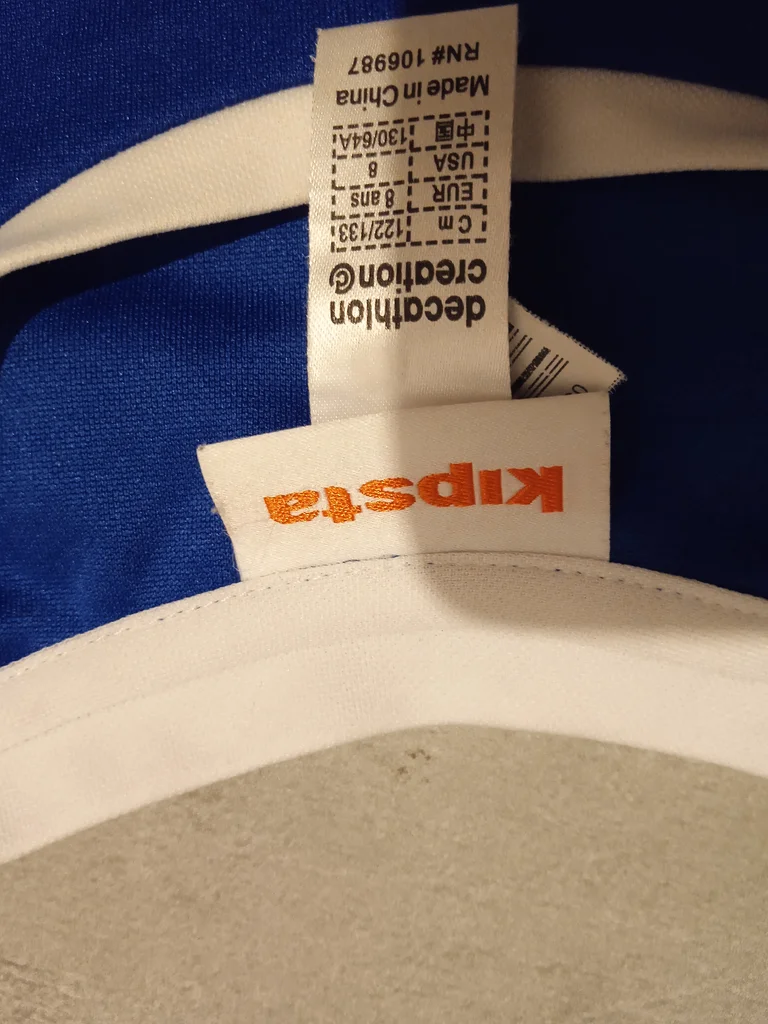 kipsta
decathlon
creation©
Cm 122/133
EUR 8 ans
USA 8
中国 130/64A
Made in China
RN# 106987